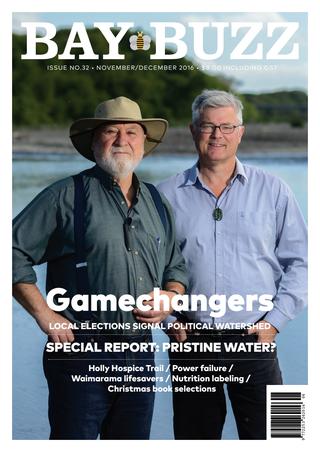 BAY BUZZ
ISSUE NO.32 • NOVEMBER/DECEMBER 2016 • $8.00 INCLUDING GST
Gamechangers
LOCAL ELECTIONS SIGNAL POLITICAL WATERSHED
SPECIAL REPORT: PRISTINE WATER?
Holly Hospice Trail / Power failure /
Waimarama lifesavers / Nutrition labeling /
Christmas book selections